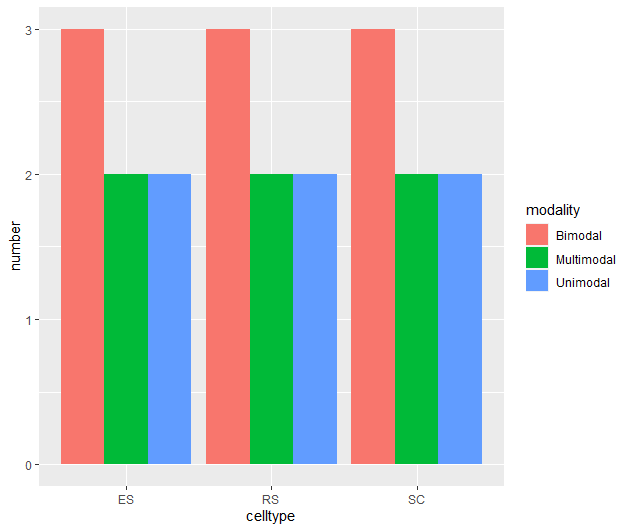 number
3
2
1
0
ES RS SC
celltype
modality
Bimodal
Multimodal
Unimodal